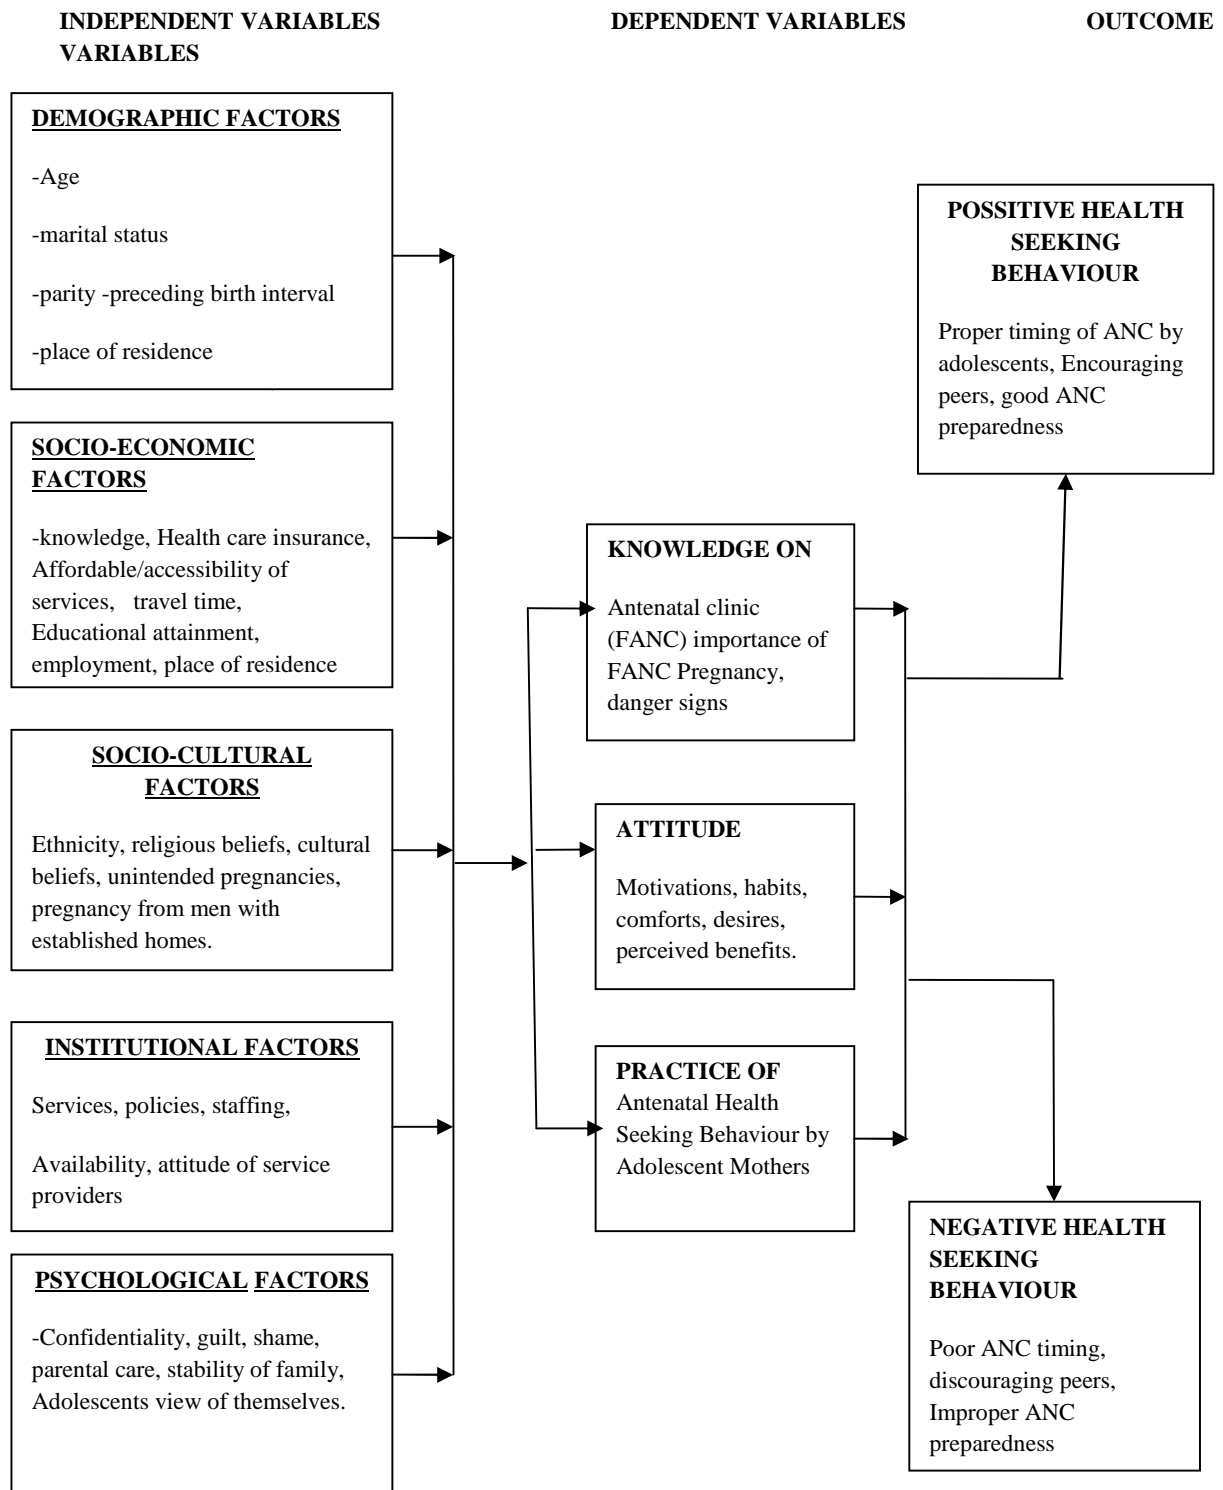 INDEPENDENT VARIABLES DEPENDENT VARIABLES OUTCOME
VARIABLES
DEMOGRAPHIC FACTORS
-Age
-marital status
-parity -preceding birth interval
-place of residence
SOCIO-ECONOMIC
FACTORS
-knowledge, Health care insurance,
Affordable/accessibility of
services, travel time,
Educational attainment,
employment, place of residence
SOCIO-CULTURAL
FACTORS
Ethnicity, religious beliefs, cultural
beliefs, unintended pregnancies,
pregnancy from men with
established homes.
INSTITUTIONAL FACTORS
Services, policies, staffing,
Availability, attitude of service
providers
PSYCHOLOGICAL FACTORS
-Confidentiality, guilt, shame,
parental care, stability of family,
Adolescents view of themselves.
KNOWLEDGE ON
Antenatal clinic
(FANC) importance of
FANC Pregnancy,
danger signs
ATTITUDE
Motivations, habits,
comforts, desires,
perceived benefits.
PRACTICE OF
Antenatal Health
Seeking Behaviour by
Adolescent Mothers
POSSITIVE HEALTH
SEEKING
BEHAVIOUR
Proper timing of ANC by
adolescents, Encouraging
peers, good ANC
preparedness
NEGATIVE HEALTH
SEEKING
BEHAVIOUR
Poor ANC timing,
discouraging peers,
Improper ANC
preparedness